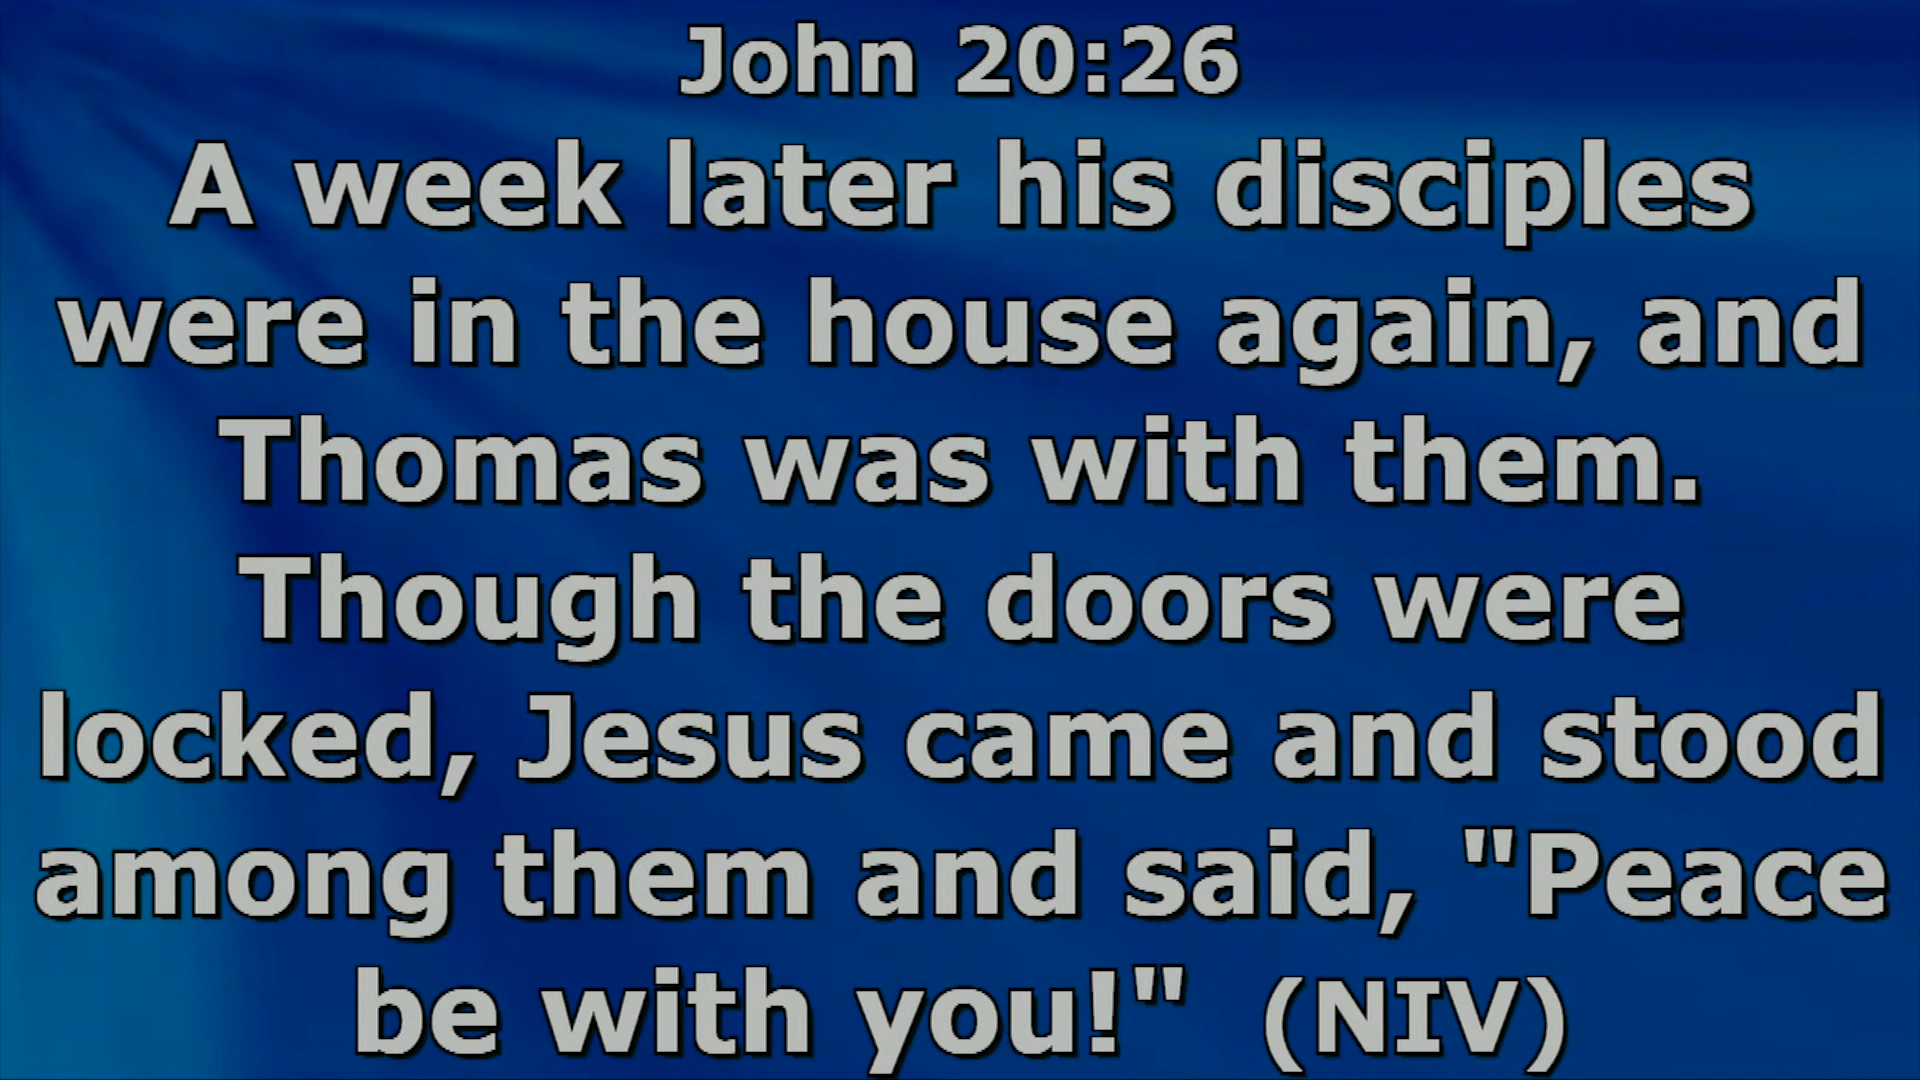 John 20:26
A week later his disciples
were in the house again, and
Thomas was with them.
Though the doors were
locked, Jesus came and stood
among them and said, "Peace
be with you!" (NIV)